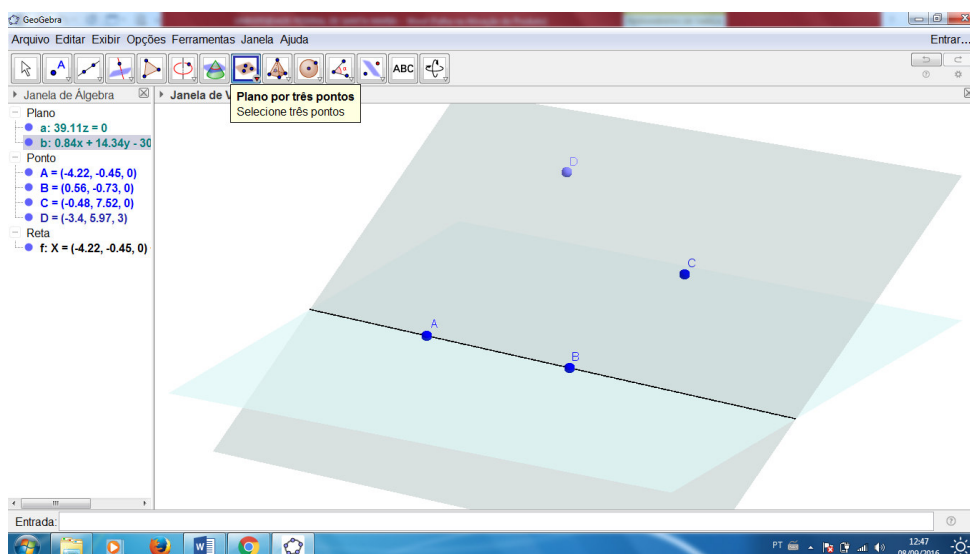 GeoGebra
Arquivo Editar Exibir Opções Ferramentas Janela Ajuda
Entrar...
ABC
Janela de Álgebra
Janela de V
Plano por três pontos
Selecione três pontos
Plano
a: 39.11z = 0
b: 0.84x + 14.34y - 30
Ponto
A = (-4.22, -0.45, 0)
B = (0.56, -0.73, 0)
C = (-0.48, 7.52, 0)
D = (-3.4, 5.97, 3)
Reta
f: X = (-4.22, -0.45, 0)
D
C
A
B
Entrada:
PT
12:47
08/09/2016